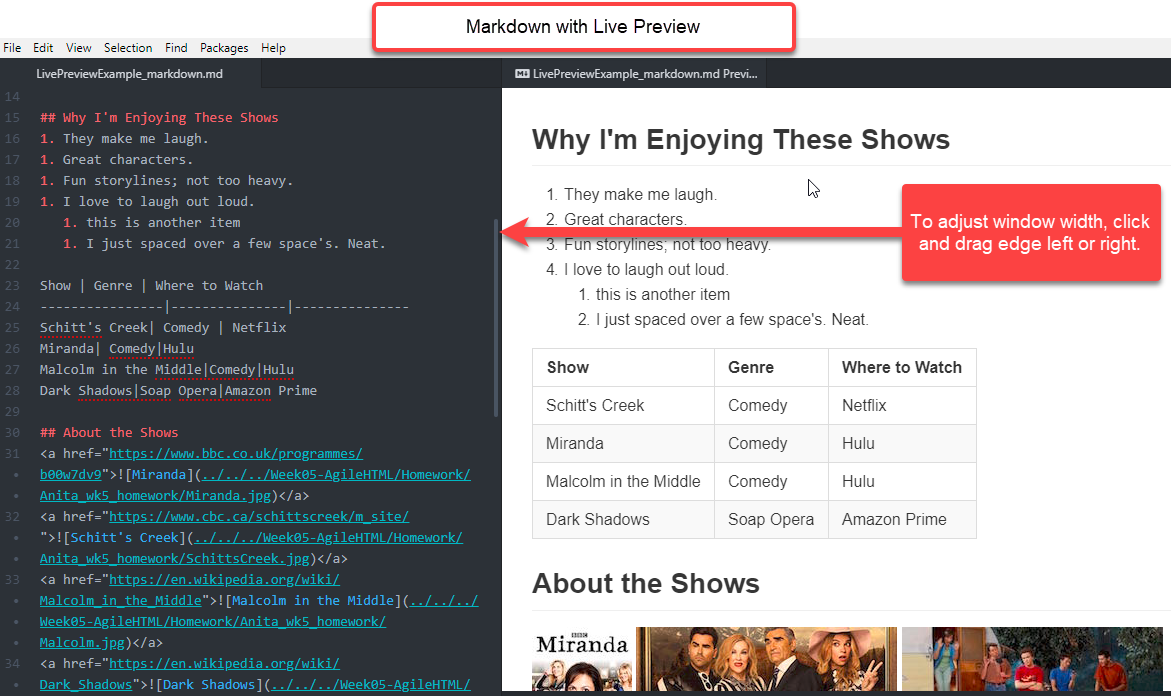 Markdown with Live Preview
File Edit View Selection Find Packages Help
LivePreviewExample_markdown.md
14
15 ## Why I'm Enjoying These Shows
16 1. They make me laugh.
17 1. Great characters.
18 1. Fun storylines; not too heavy.
19 1. I love to laugh out loud.
20 1. this is another item
21 1. I just spaced over a few space's. Neat.
22
23 Show | Genre | Where to Watch
24 ----------------|---------------|---------------
25 Schitt's Creek| Comedy | Netflix
26 Miranda| Comedy|Hulu
27 Malcolm in the Middle|Comedy|Hulu
28 Dark Shadows|Soap Opera|Amazon Prime
29
30 ## About the Shows
31 <a href="https://www.bbc.co.uk/programmes/
• b00w7dv9">![Miranda](../../../Week05-AgileHTML/Homework/
• Anita_wk5_homework/Miranda.jpg)</a>
32 <a href="https://www.cbc.ca/schittscreek/m_site/
• ">![Schitt's Creek](../../../Week05-AgileHTML/Homework/
• Anita_wk5_homework/SchittsCreek.jpg)</a>
33 <a href="https://en.wikipedia.org/wiki/
• Malcolm_in_the_Middle">![Malcolm in the Middle](../../../
• Week05-AgileHTML/Homework/Anita_wk5_homework/
• Malcolm.jpg)</a>
34 <a href="https://en.wikipedia.org/wiki/
• Dark_Shadows">![Dark Shadows](../../../Week05-AgileHTML/
LivePreviewExample_markdown.md Previ...
Why I'm Enjoying These Shows
1. They make me laugh.
2. Great characters.
3. Fun storylines; not too heavy.
4. I love to laugh out loud.
1. this is another item
2. I just spaced over a few space's. Neat.
To adjust window width, click
and drag edge left or right.
Show Genre Where to Watch
Schitt's Creek Comedy Netflix
Miranda Comedy Hulu
Malcolm in the Middle Comedy Hulu
Dark Shadows Soap Opera Amazon Prime
About the Shows
BBC
Miranda